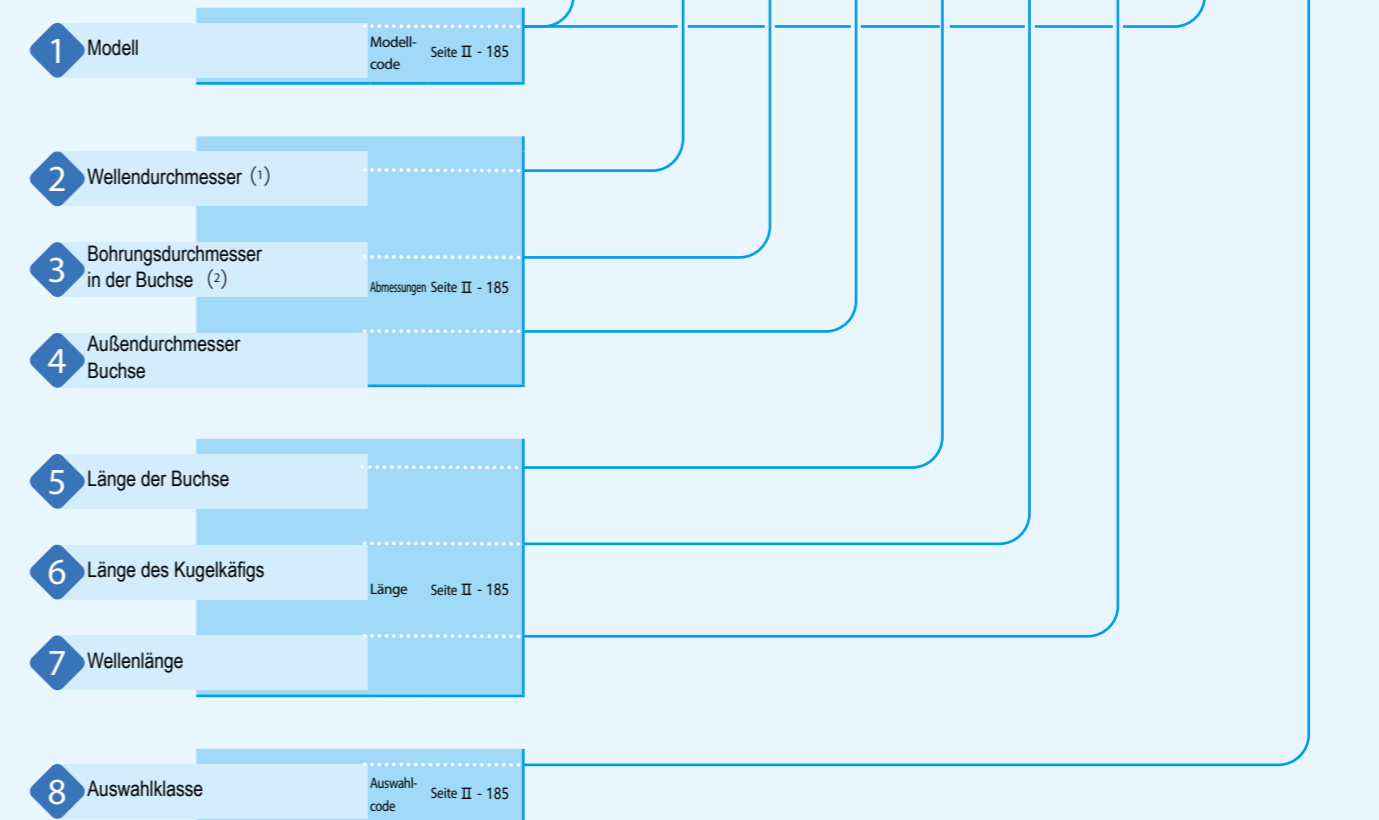 1 Modell Modell-
code Seite II - 185
2 Wellendurchmesser (1)
3 Bohrungsdurchmesser
in der Buchse (2) Abmessungen Seite II - 185
4 Außendurchmesser
Buchse
5 Länge der Buchse
6 Länge des Kugelkäfigs Länge Seite II - 185
7 Wellenlänge
8 Auswahlklasse Auswahl-
code Seite II - 185